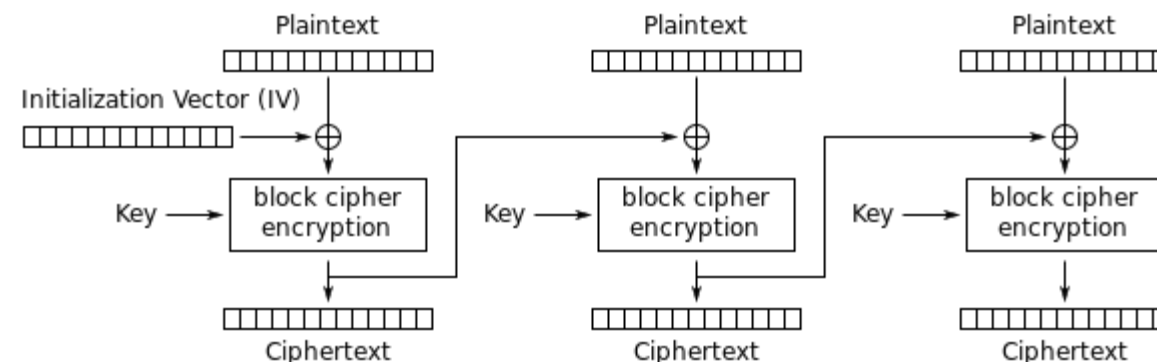 Plaintext
Plaintext
Plaintext
Initialization Vector (IV)
Key
block cipher
encryption
Key
block cipher
encryption
Key
block cipher
encryption
Ciphertext
Ciphertext
Ciphertext